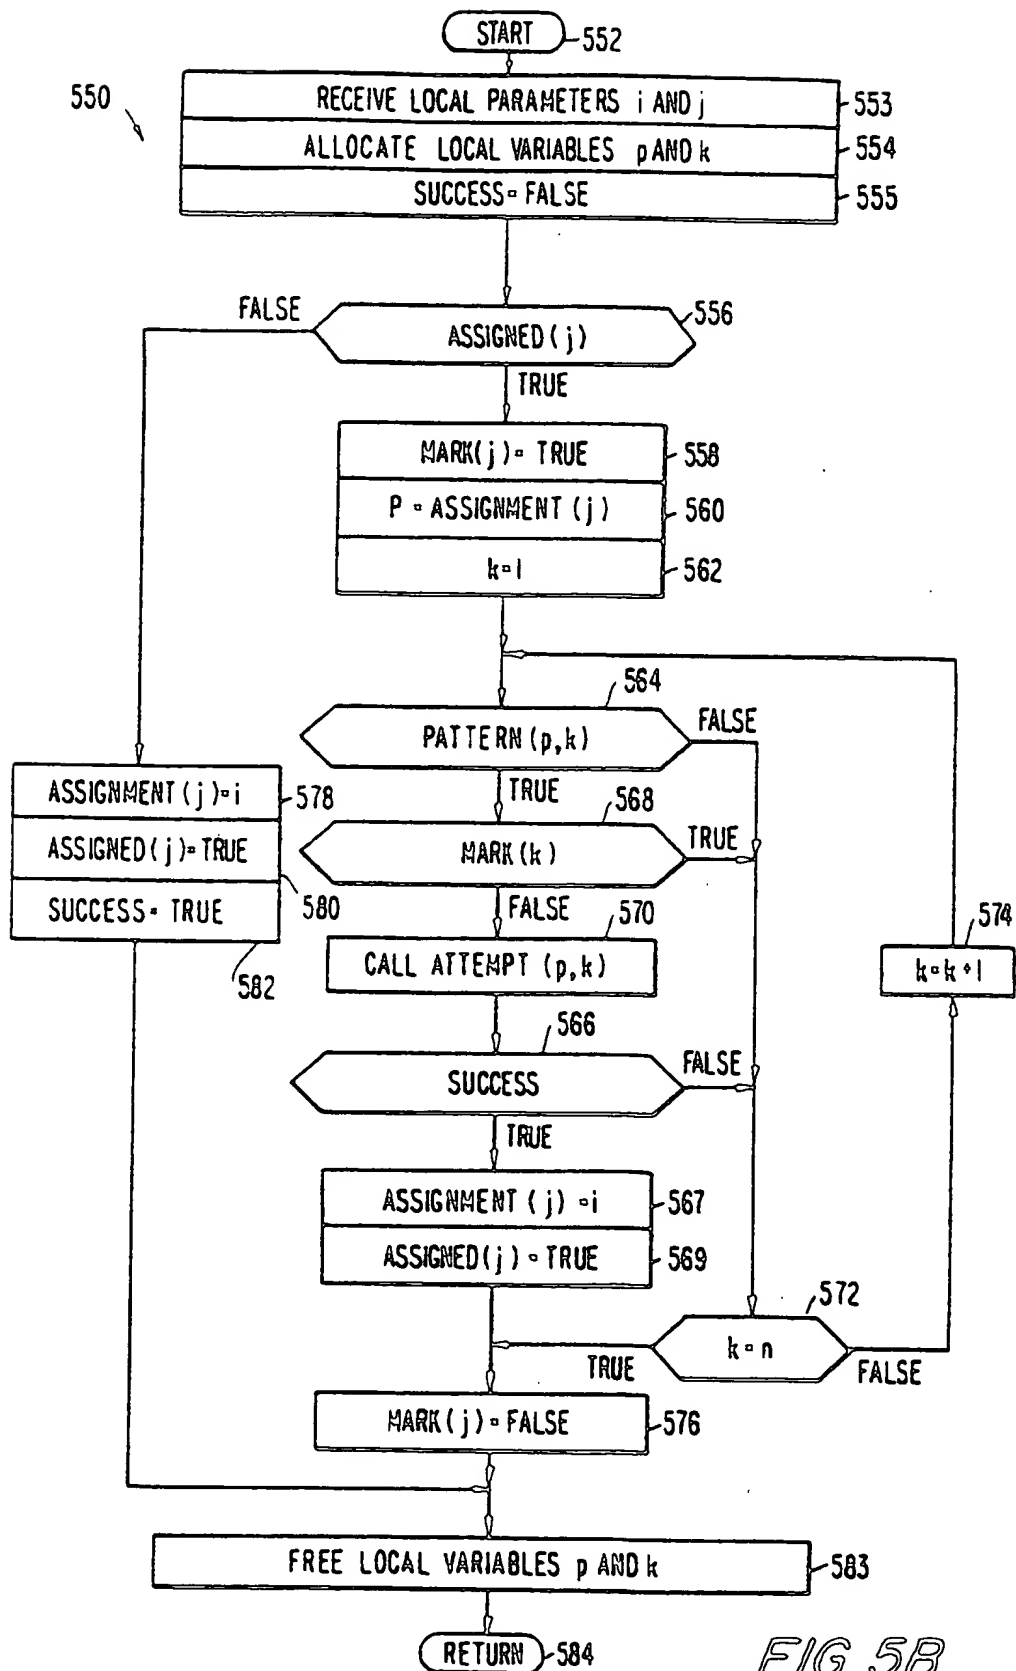 START
552
550
RECEIVE LOCAL PARAMETERS i AND j
553
ALLOCATE LOCAL VARIABLES p AND k
554
SUCCESS = FALSE
555
FALSE
556
ASSIGNED (j)
TRUE
MARK(j) = TRUE
558
P = ASSIGNMENT (j)
560
k = 1
562
564
PATTERN (p,k)
FALSE
TRUE
568
MARK (k)
TRUE
FALSE
570
CALL ATTEMPT (p,k)
566
SUCCESS
FALSE
TRUE
ASSIGNMENT (j) = i
567
ASSIGNED(j) = TRUE
569
572
k = n
TRUE
FALSE
574
k = k + 1
ASSIGNMENT (j) = i
578
ASSIGNED (j) = TRUE
580
SUCCESS = TRUE
582
MARK (j) = FALSE
576
FREE LOCAL VARIABLES p AND k
583
RETURN
584
FIG. 5B